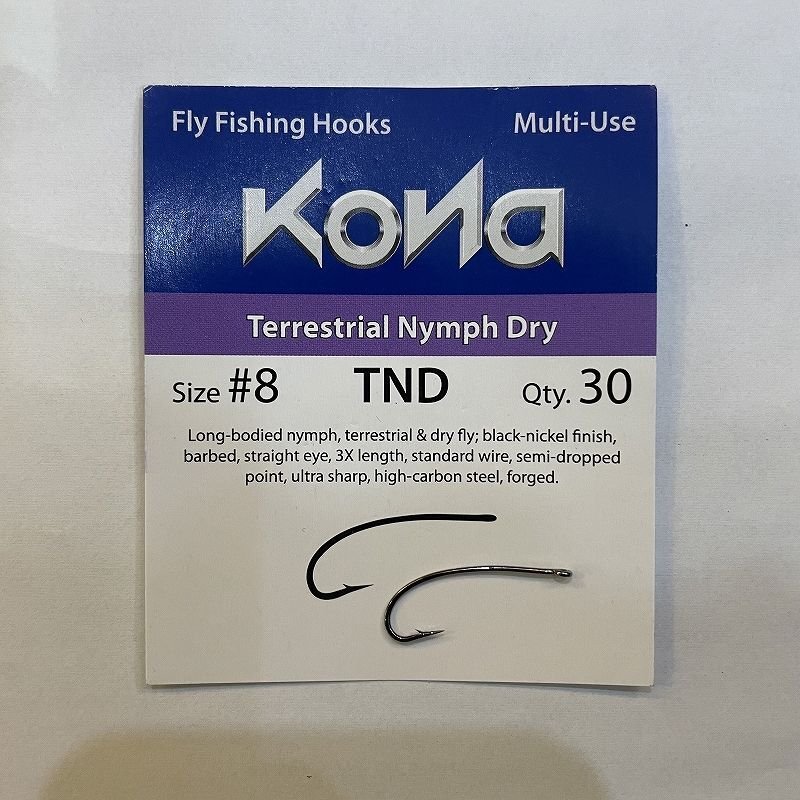 Fly Fishing Hooks Multi-Use
Kona
Terrestrial Nymph Dry
Size #8 TND Qty. 30
Long-bodied nymph, terrestrial & dry fly; black-nickel finish,
barbed, straight eye, 3X length, standard wire, semi-dropped
point, ultra sharp, high-carbon steel, forged.